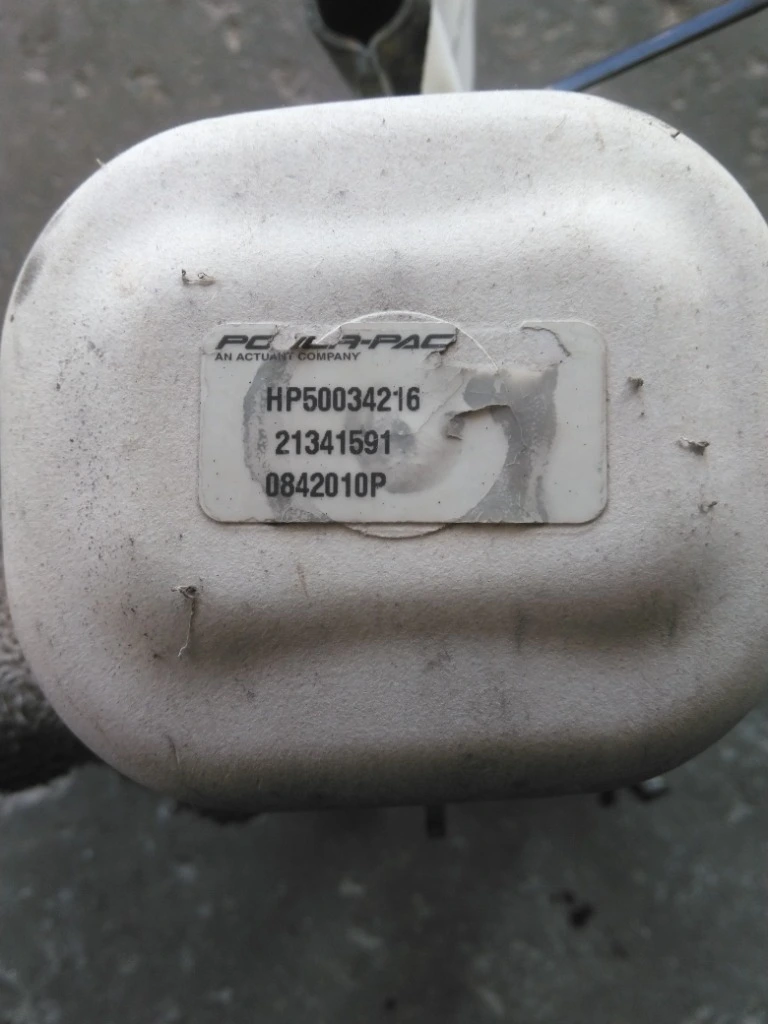 AN ACTUANT COMPANY
HP50034216
21341591
0842010P